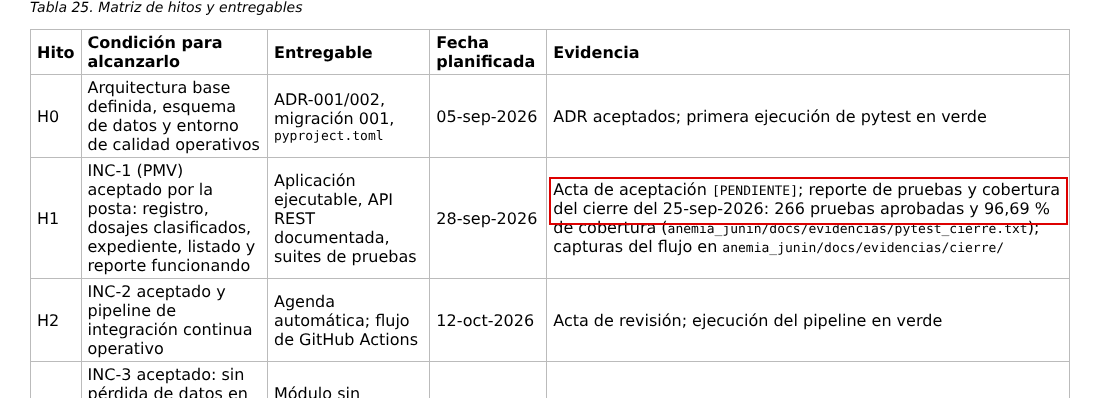 Tabla 25. Matriz de hitos y entregables
Hito
Condición para
alcanzarlo
Entregable
Fecha
planificada
Evidencia
H0
Arquitectura base
definida, esquema
de datos y entorno
de calidad operativos
ADR-001/002,
migración 001,
pyproject.toml
05-sep-2026
ADR aceptados; primera ejecución de pytest en verde
H1
INC-1 (PMV)
aceptado por la
posta: registro,
dosajes clasificados,
expediente, listado y
reporte funcionando
Aplicación
ejecutable, API
REST
documentada,
suites de pruebas
28-sep-2026
Acta de aceptación [PENDIENTE]; reporte de pruebas y cobertura
del cierre del 25-sep-2026: 266 pruebas aprobadas y 96,69 %
de cobertura (anemia_junin/docs/evidencias/pytest_cierre.txt);
capturas del flujo en anemia_junin/docs/evidencias/cierre/
H2
INC-2 aceptado y
pipeline de
integración continua
operativo
Agenda
automática; flujo
de GitHub Actions
12-oct-2026
Acta de revisión; ejecución del pipeline en verde
INC-3 aceptado: sin
pérdida de datos en
Módulo sin